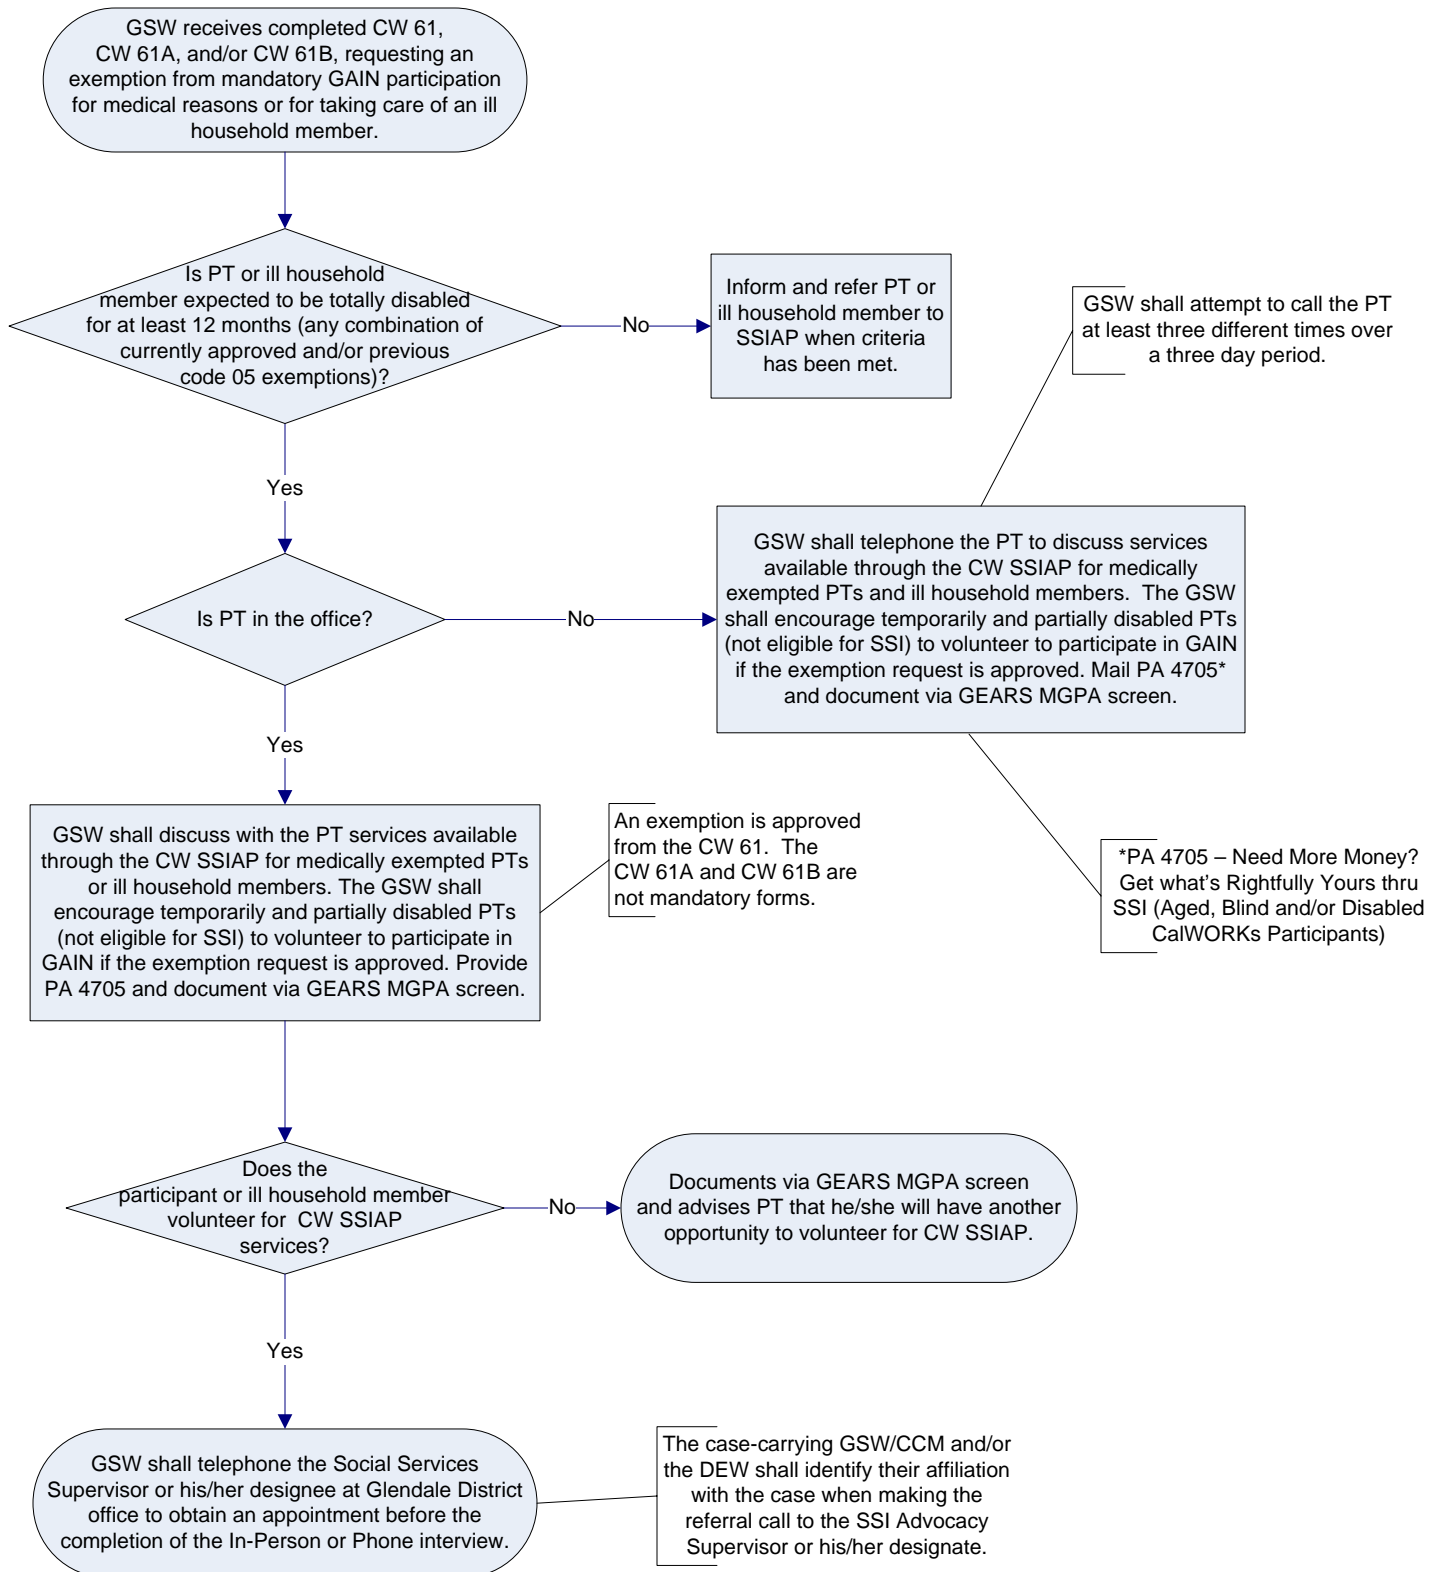 GSW receives completed CW 61,
CW 61A, and/or CW 61B, requesting an
exemption from mandatory GAIN participation
for medical reasons or for taking care of an ill
household member.
Is PT or ill household
member expected to be totally disabled
for at least 12 months (any combination of
currently approved and/or previous
code 05 exemptions)?
No
Inform and refer PT or
ill household member to
SSIAP when criteria
has been met.
GSW shall attempt to call the PT
at least three different times over
a three day period.
Yes
Is PT in the office?
No
GSW shall telephone the PT to discuss services
available through the CW SSIAP for medically
exempted PTs and ill household members.  The GSW
shall encourage temporarily and partially disabled PTs
(not eligible for SSI) to volunteer to participate in GAIN
if the exemption request is approved. Mail PA 4705*
and document via GEARS MGPA screen.
Yes
GSW shall discuss with the PT services available
through the CW SSIAP for medically exempted PTs
or ill household members. The GSW shall
encourage temporarily and partially disabled PTs
(not eligible for SSI) to volunteer to participate in
GAIN if the exemption request is approved. Provide
PA 4705 and document via GEARS MGPA screen.
An exemption is approved
from the CW 61.  The
CW 61A and CW 61B are
not mandatory forms.
*PA 4705 – Need More Money?
Get what's Rightfully Yours thru
SSI (Aged, Blind and/or Disabled
CalWORKs Participants)
Does the
participant or ill household member
volunteer for  CW SSIAP
services?
No
Documents via GEARS MGPA screen
and advises PT that he/she will have another
opportunity to volunteer for CW SSIAP.
Yes
GSW shall telephone the Social Services
Supervisor or his/her designee at Glendale District
office to obtain an appointment before the
completion of the In-Person or Phone interview.
The case-carrying GSW/CCM and/or
the DEW shall identify their affiliation
with the case when making the
referral call to the SSI Advocacy
Supervisor or his/her designate.